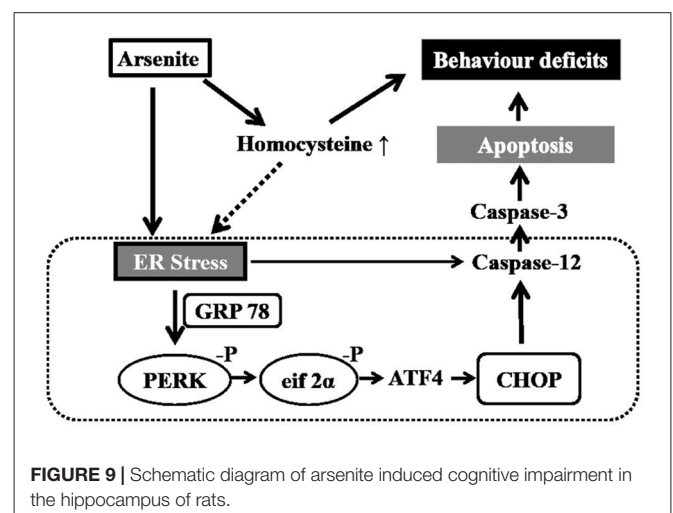 Arsenite
Behaviour deficits
Homocysteine ↑
Apoptosis
Caspase-3
ER Stress
Caspase-12
GRP 78
-P
-P
PERK
eif 2α
ATF4
CHOP
FIGURE 9 | Schematic diagram of arsenite induced cognitive impairment in
the hippocampus of rats.